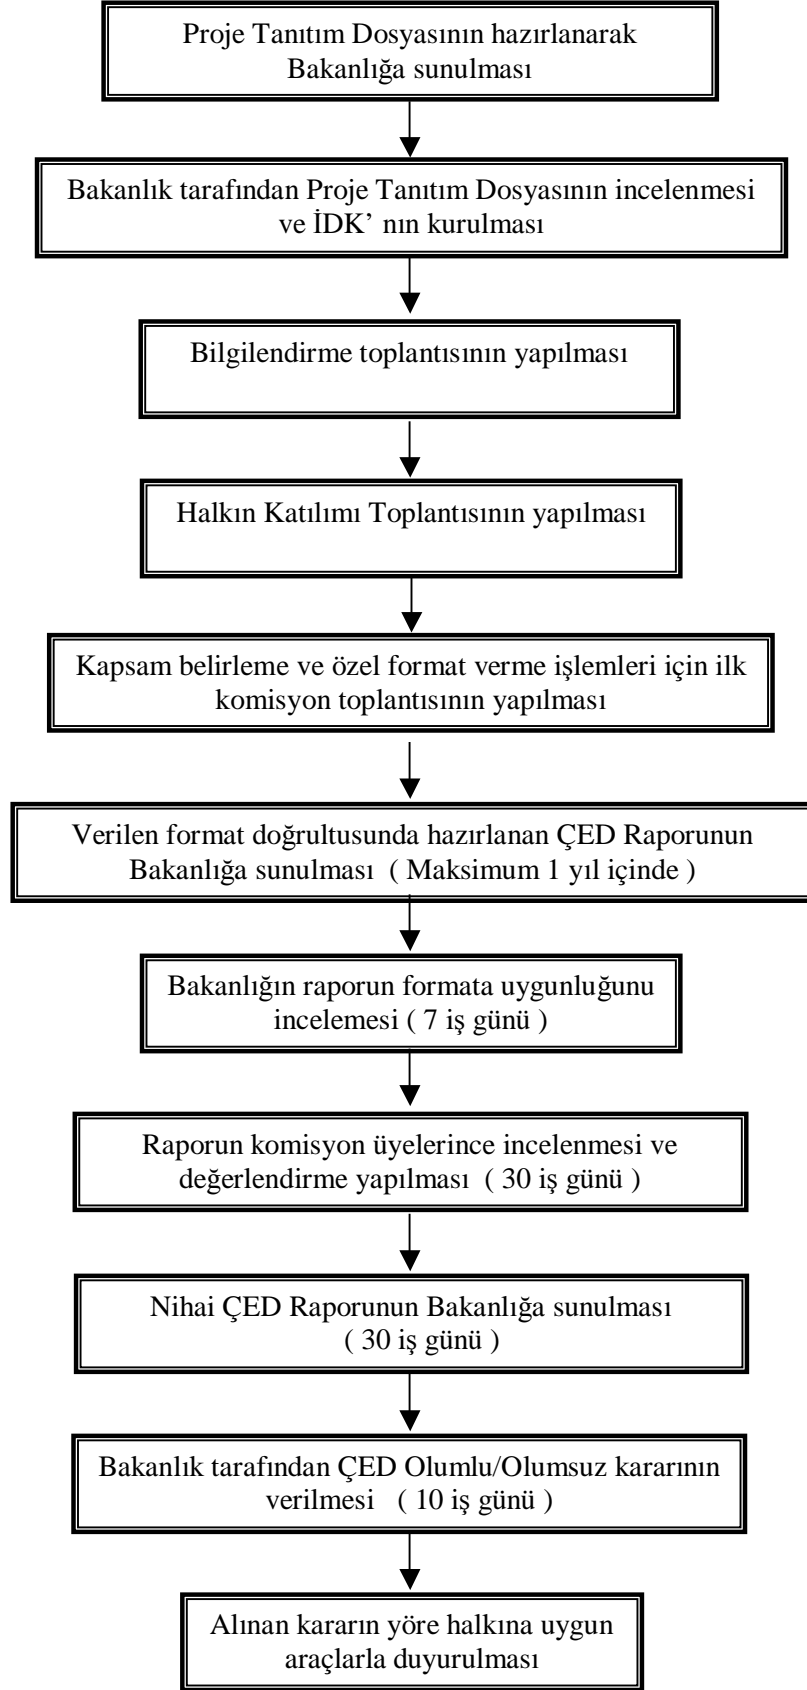 Proje Tanıtım Dosyasının hazırlanarak
Bakanlığa sunulması
Bakanlık tarafından Proje Tanıtım Dosyasının incelenmesi
ve İDK’ nın kurulması
Bilgilendirme toplantısının yapılması
Halkın Katılımı Toplantısının yapılması
Kapsam belirleme ve özel format verme işlemleri için ilk
komisyon toplantısının yapılması
Verilen format doğrultusunda hazırlanan ÇED Raporunun
Bakanlığa sunulması ( Maksimum 1 yıl içinde )
Bakanlığın raporun formata uygunluğunu
incelemesi ( 7 iş günü )
Raporun komisyon üyelerince incelenmesi ve
değerlendirme yapılması ( 30 iş günü )
Nihai ÇED Raporunun Bakanlığa sunulması
( 30 iş günü )
Bakanlık tarafından ÇED Olumlu/Olumsuz kararının
verilmesi ( 10 iş günü )
Alınan kararın yöre halkına uygun
araçlarla duyurulması